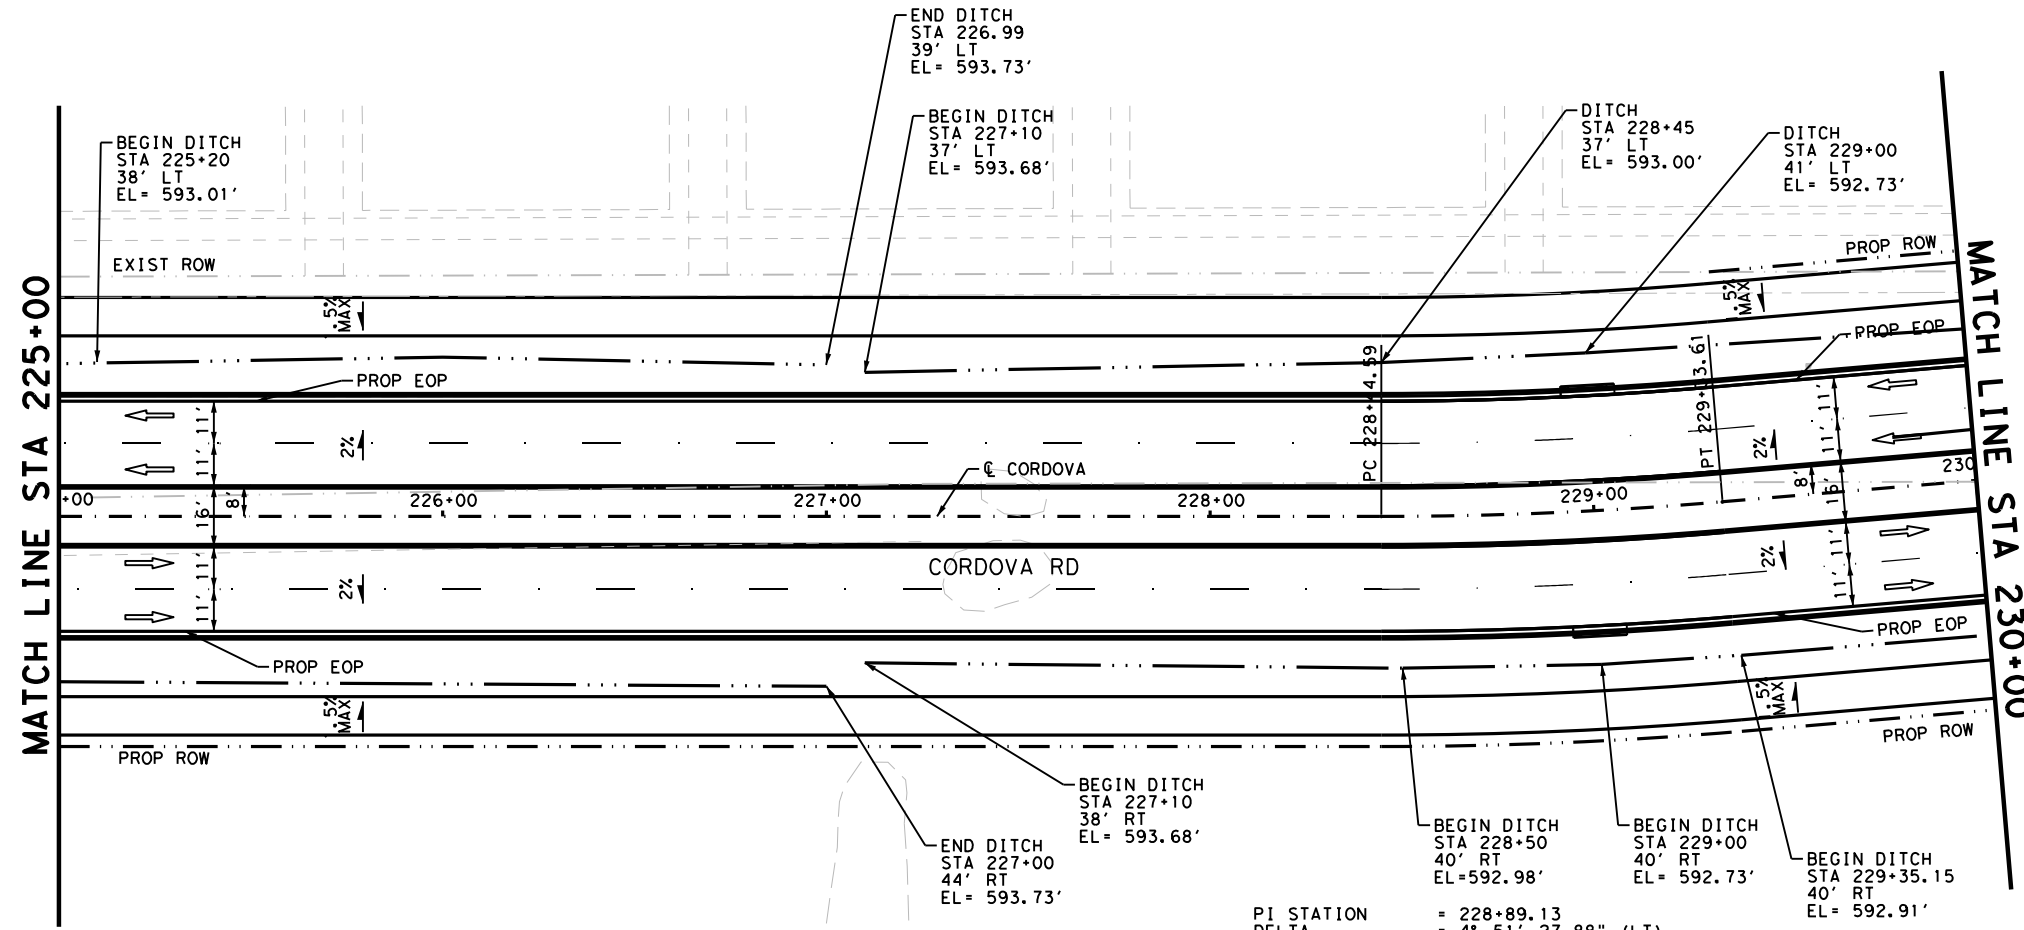 END DITCH
STA 226.99
39' LT
EL= 593.73'
BEGIN DITCH
STA 227+10
37' LT
EL= 593.68'
DITCH
STA 228+45
37' LT
EL= 593.00'
DITCH
STA 229+00
41' LT
EL= 592.73'
BEGIN DITCH
STA 225+20
38' LT
EL= 593.01'
EXIST ROW
PROP ROW
MATCH LINE STA 225+00
MATCH LINE STA 230+00
.5%
MAX
.5%
MAX
PROP EOP
PROP EOP
PC 228+44.59
PT 229+33.61
11'
11'
2%
11'
11'
2%
℄ CORDOVA
+00
226+00
227+00
228+00
229+00
230
16'
8'
8'
16'
CORDOVA RD
11'
11'
2%
2%
11'
11'
PROP EOP
PROP EOP
.5%
MAX
.5%
MAX
PROP ROW
PROP ROW
BEGIN DITCH
STA 227+10
38' RT
EL= 593.68'
END DITCH
STA 227+00
44' RT
EL= 593.73'
BEGIN DITCH
STA 228+50
40' RT
EL=592.98'
BEGIN DITCH
STA 229+00
40' RT
EL= 592.73'
BEGIN DITCH
STA 229+35.15
40' RT
EL= 592.91'
PI STATION = 228+89.13